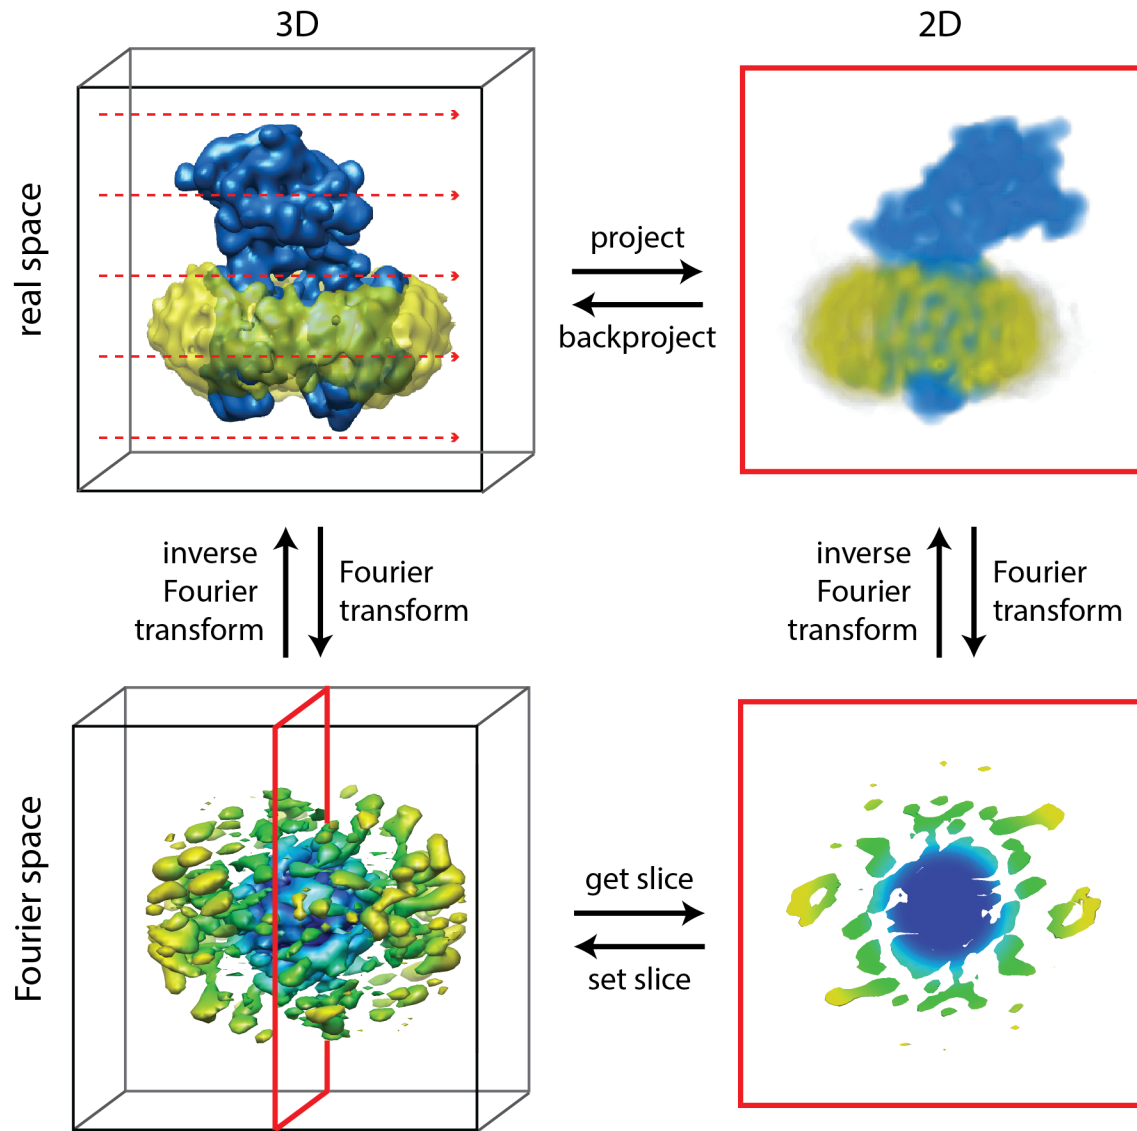 3D
2D
real space
project
backproject
inverse
Fourier
transform
Fourier
transform
inverse
Fourier
transform
Fourier
transform
Fourier space
get slice
set slice